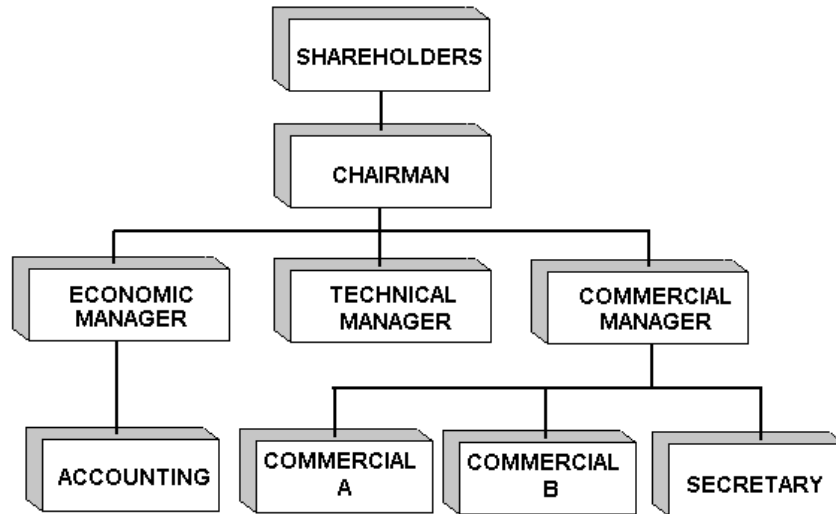 SHAREHOLDERS
CHAIRMAN
ECONOMIC
MANAGER
TECHNICAL
MANAGER
COMMERCIAL
MANAGER
ACCOUNTING
COMMERCIAL
A
COMMERCIAL
B
SECRETARY